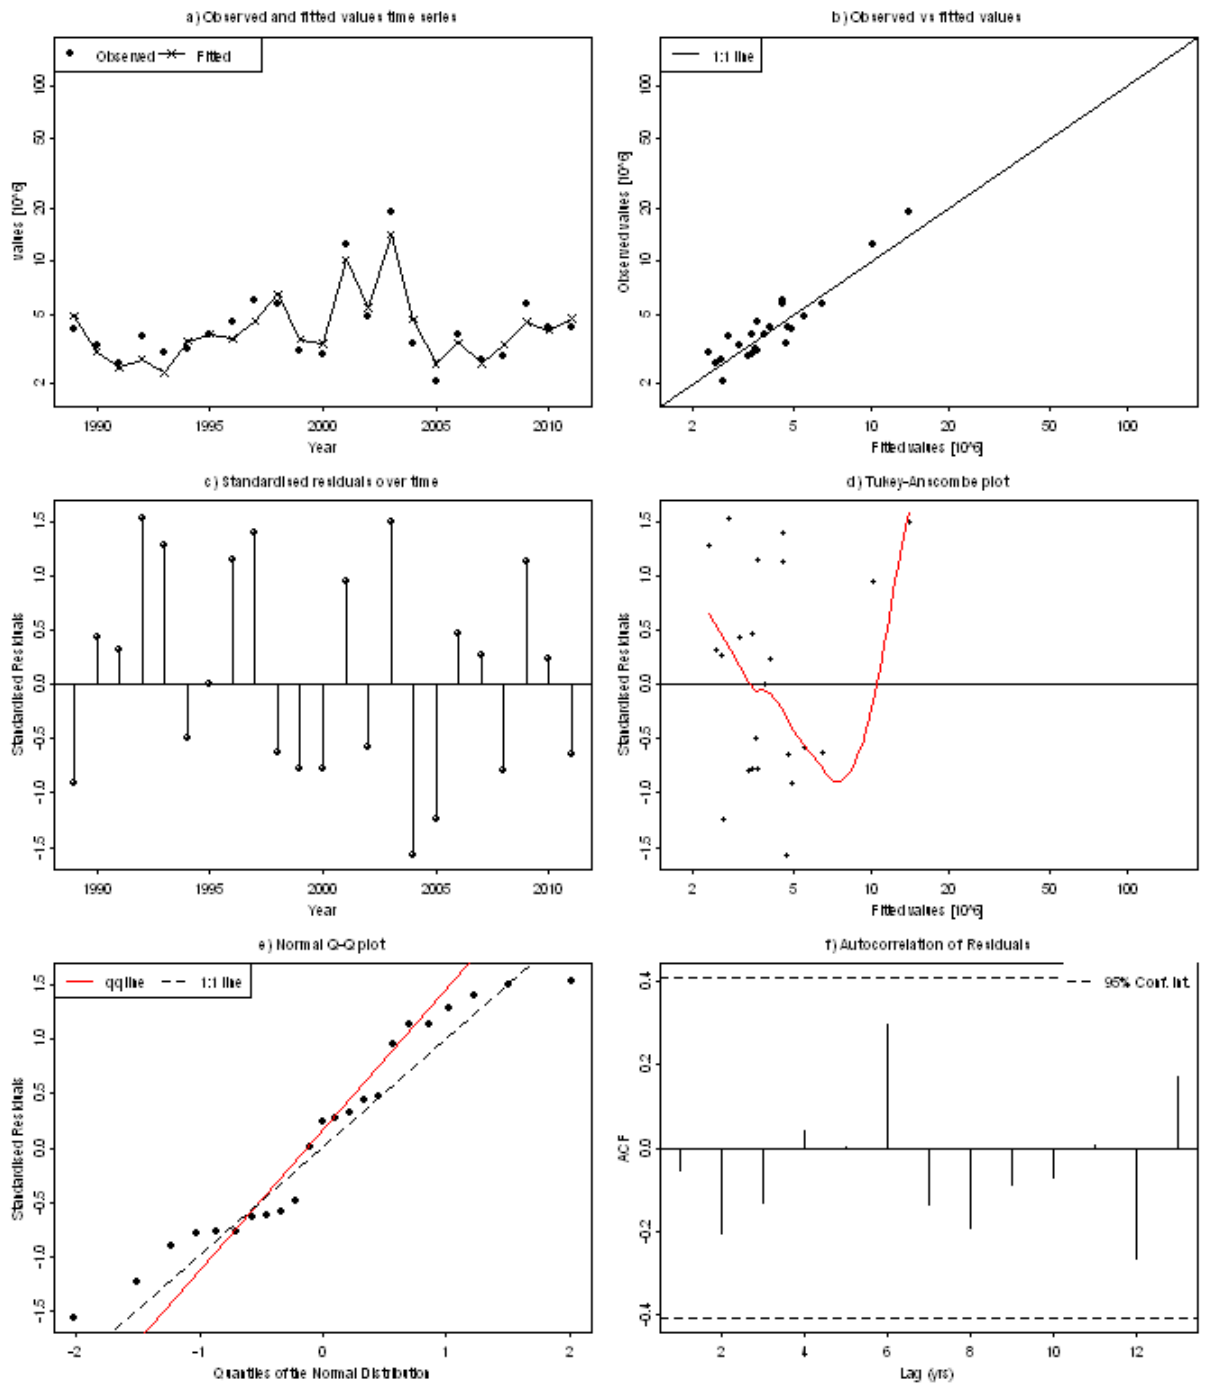 a) Observed and fitted values time series
Observed Fitted
values [10^6]
100
50
20
10
5
2
1990 1995 2000 2005 2010
Year
b) Observed vs fitted values
1:1 line
Observed values [10^6]
100
50
20
10
5
2
2 5 10 20 50 100
Fitted values [10^6]
c) Standardised residuals over time
Standardised Residuals
1.5
1.0
0.5
0.0
-0.5
-1.0
-1.5
1990 1995 2000 2005 2010
Year
d) Tukey-Anscombe plot
Standardised Residuals
1.5
1.0
0.5
0.0
-0.5
-1.0
-1.5
2 5 10 20 50 100
Fitted values [10^6]
e) Normal Q-Q plot
qq line 1:1 line
Standardised Residuals
1.5
1.0
0.5
0.0
-0.5
-1.0
-1.5
-2 -1 0 1 2
Quantiles of the Normal Distribution
f) Autocorrelation of Residuals
95% Conf. Int.
ACF
0.4
0.2
0.0
-0.2
-0.4
2 4 6 8 10 12
Lag (yrs)